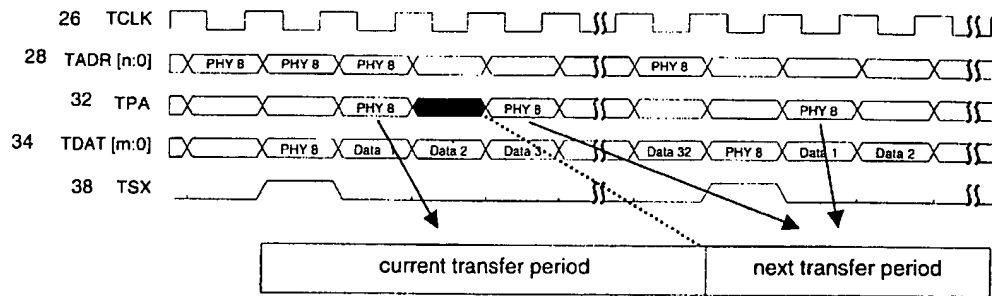 26 TCLK
28 TADR [n:0] PHY 8 PHY 8 PHY 8 PHY 8
32 TPA PHY 8 PHY 8 PHY 8
34 TDAT [m:0] PHY 8 Data 1 Data 2 Data 3 Data 32 PHY 8 Data 1 Data 2
38 TSX
current transfer period next transfer period